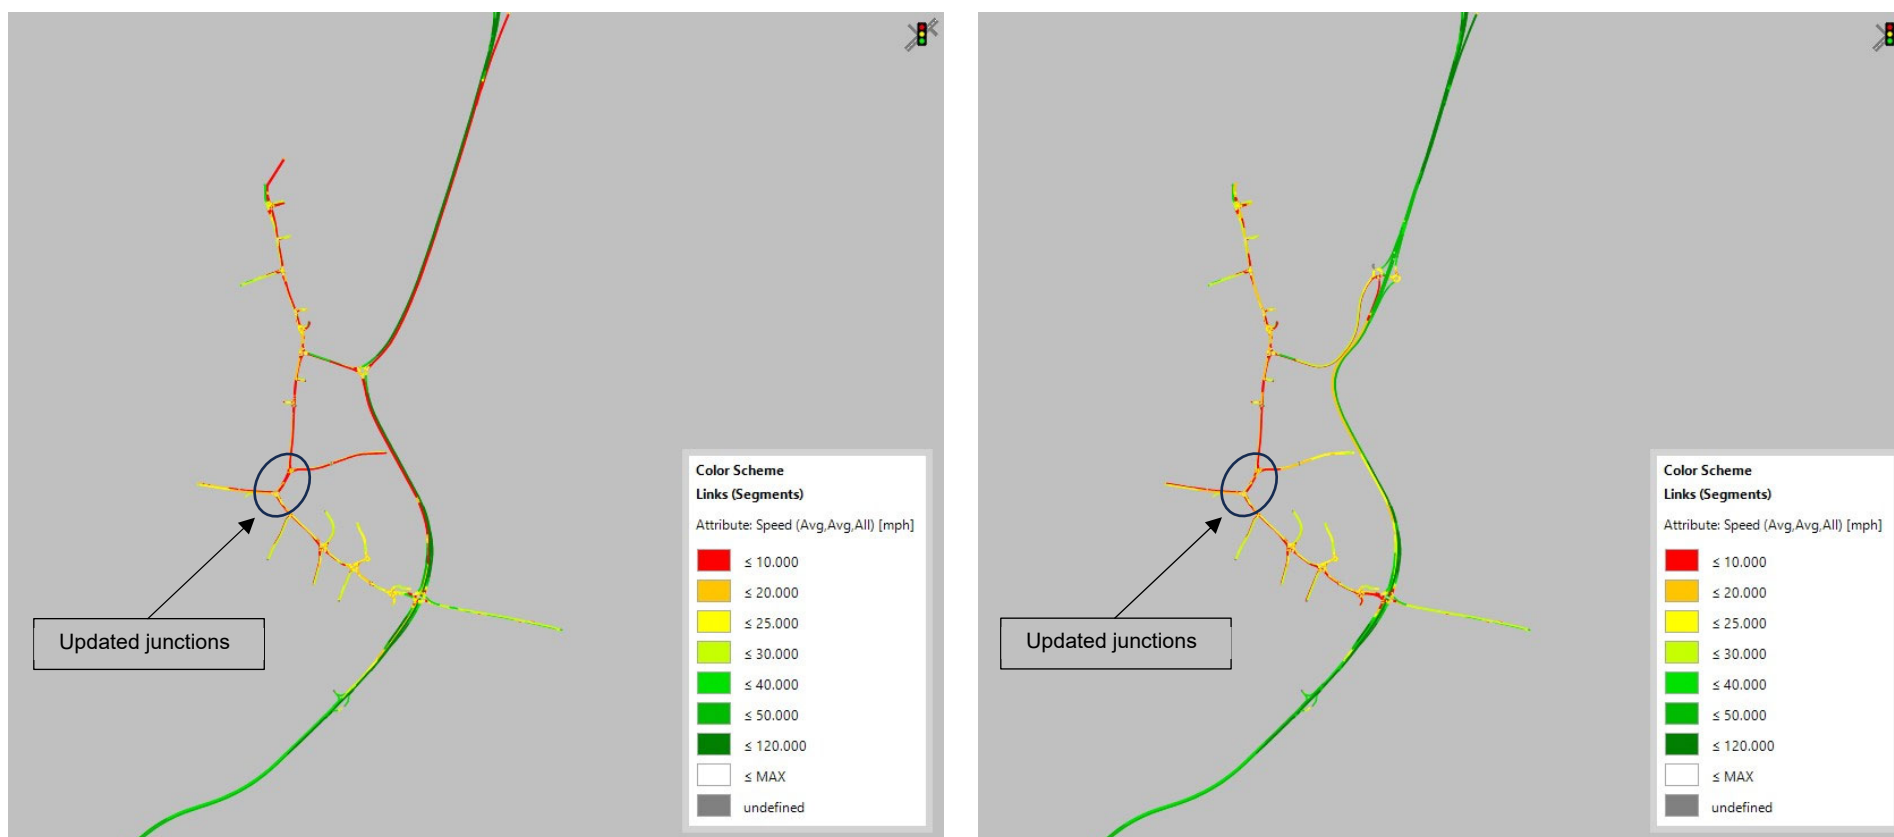 Updated junctions
Color Scheme
Links (Segments)
Attribute: Speed (Avg,Avg,All) [mph]
≤ 10.000
≤ 20.000
≤ 25.000
≤ 30.000
≤ 40.000
≤ 50.000
≤ 120.000
≤ MAX
undefined
Updated junctions
Color Scheme
Links (Segments)
Attribute: Speed (Avg,Avg,All) [mph]
≤ 10.000
≤ 20.000
≤ 25.000
≤ 30.000
≤ 40.000
≤ 50.000
≤ 120.000
≤ MAX
undefined